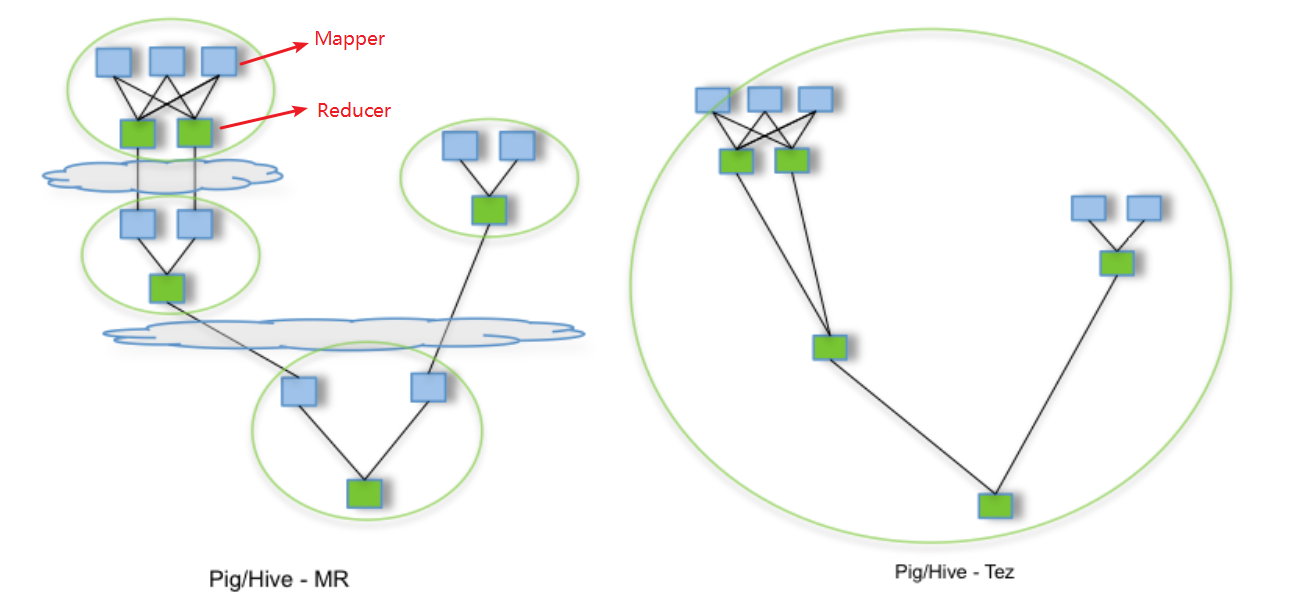 Mapper
Reducer
Pig/Hive - MR
Pig/Hive - Tez